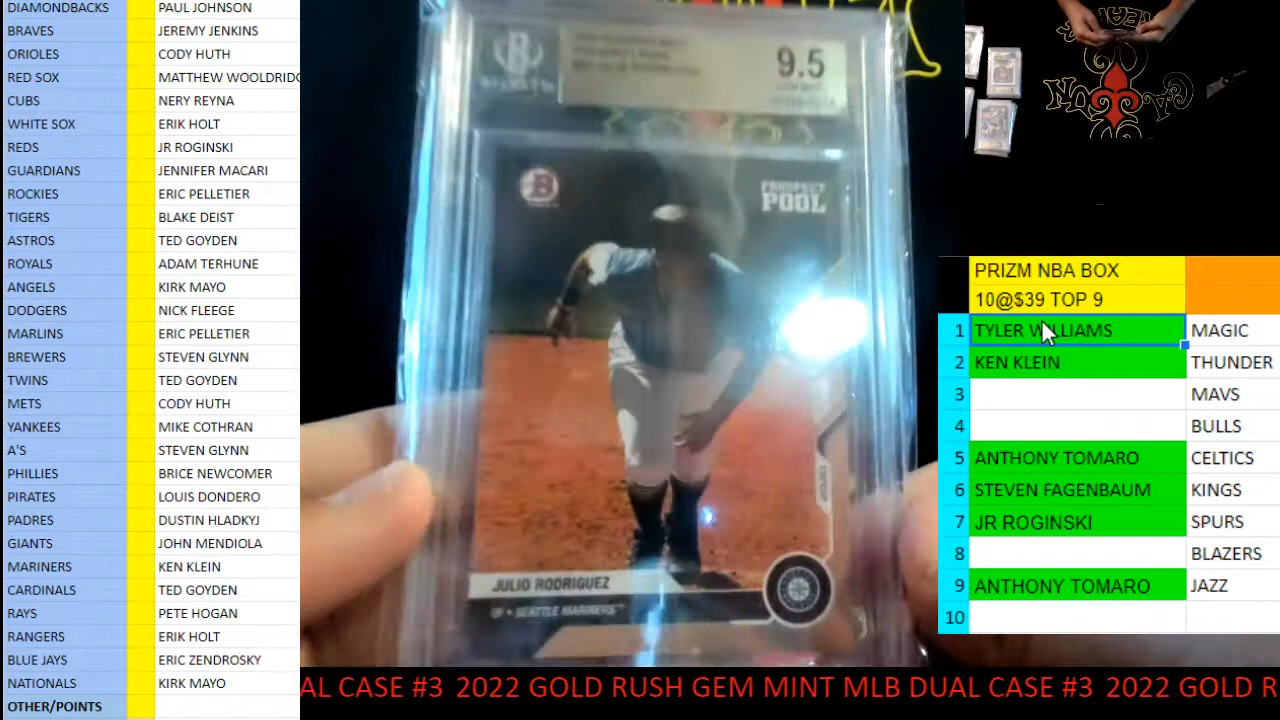 DIAMONDBACKS PAUL JOHNSON
BRAVES JEREMY JENKINS
ORIOLES CODY HUTH
RED SOX MATTHEW WOOLDRIDG
CUBS NERY REYNA
WHITE SOX ERIK HOLT
REDS JR ROGINSKI
GUARDIANS JENNIFER MACARI
ROCKIES ERIC PELLETIER
TIGERS BLAKE DEIST
ASTROS TED GOYDEN
ROYALS ADAM TERHUNE
ANGELS KIRK MAYO
DODGERS NICK FLEEGE
MARLINS ERIC PELLETIER
BREWERS STEVEN GLYNN
TWINS TED GOYDEN
METS CODY HUTH
YANKEES MIKE COTHRAN
A'S STEVEN GLYNN
PHILLIES BRICE NEWCOMER
PIRATES LOUIS DONDERO
PADRES DUSTIN HLADKYJ
GIANTS JOHN MENDIOLA
MARINERS KEN KLEIN
CARDINALS TED GOYDEN
RAYS PETE HOGAN
RANGERS ERIK HOLT
BLUE JAYS ERIC ZENDROSKY
NATIONALS KIRK MAYO
OTHER/POINTS
9.5
B
PROSPECT
POOL
JULIO RODRIGUEZ
OF • SEATTLE MARINERS™
PRIZM NBA BOX
10@$39 TOP 9
1 TYLER WILLIAMS MAGIC
2 KEN KLEIN THUNDER
3 MAVS
4 BULLS
5 ANTHONY TOMARO CELTICS
6 STEVEN FAGENBAUM KINGS
7 JR ROGINSKI SPURS
8 BLAZERS
9 ANTHONY TOMARO JAZZ
10
AL CASE #3 2022 GOLD RUSH GEM MINT MLB DUAL CASE #3 2022 GOLD R